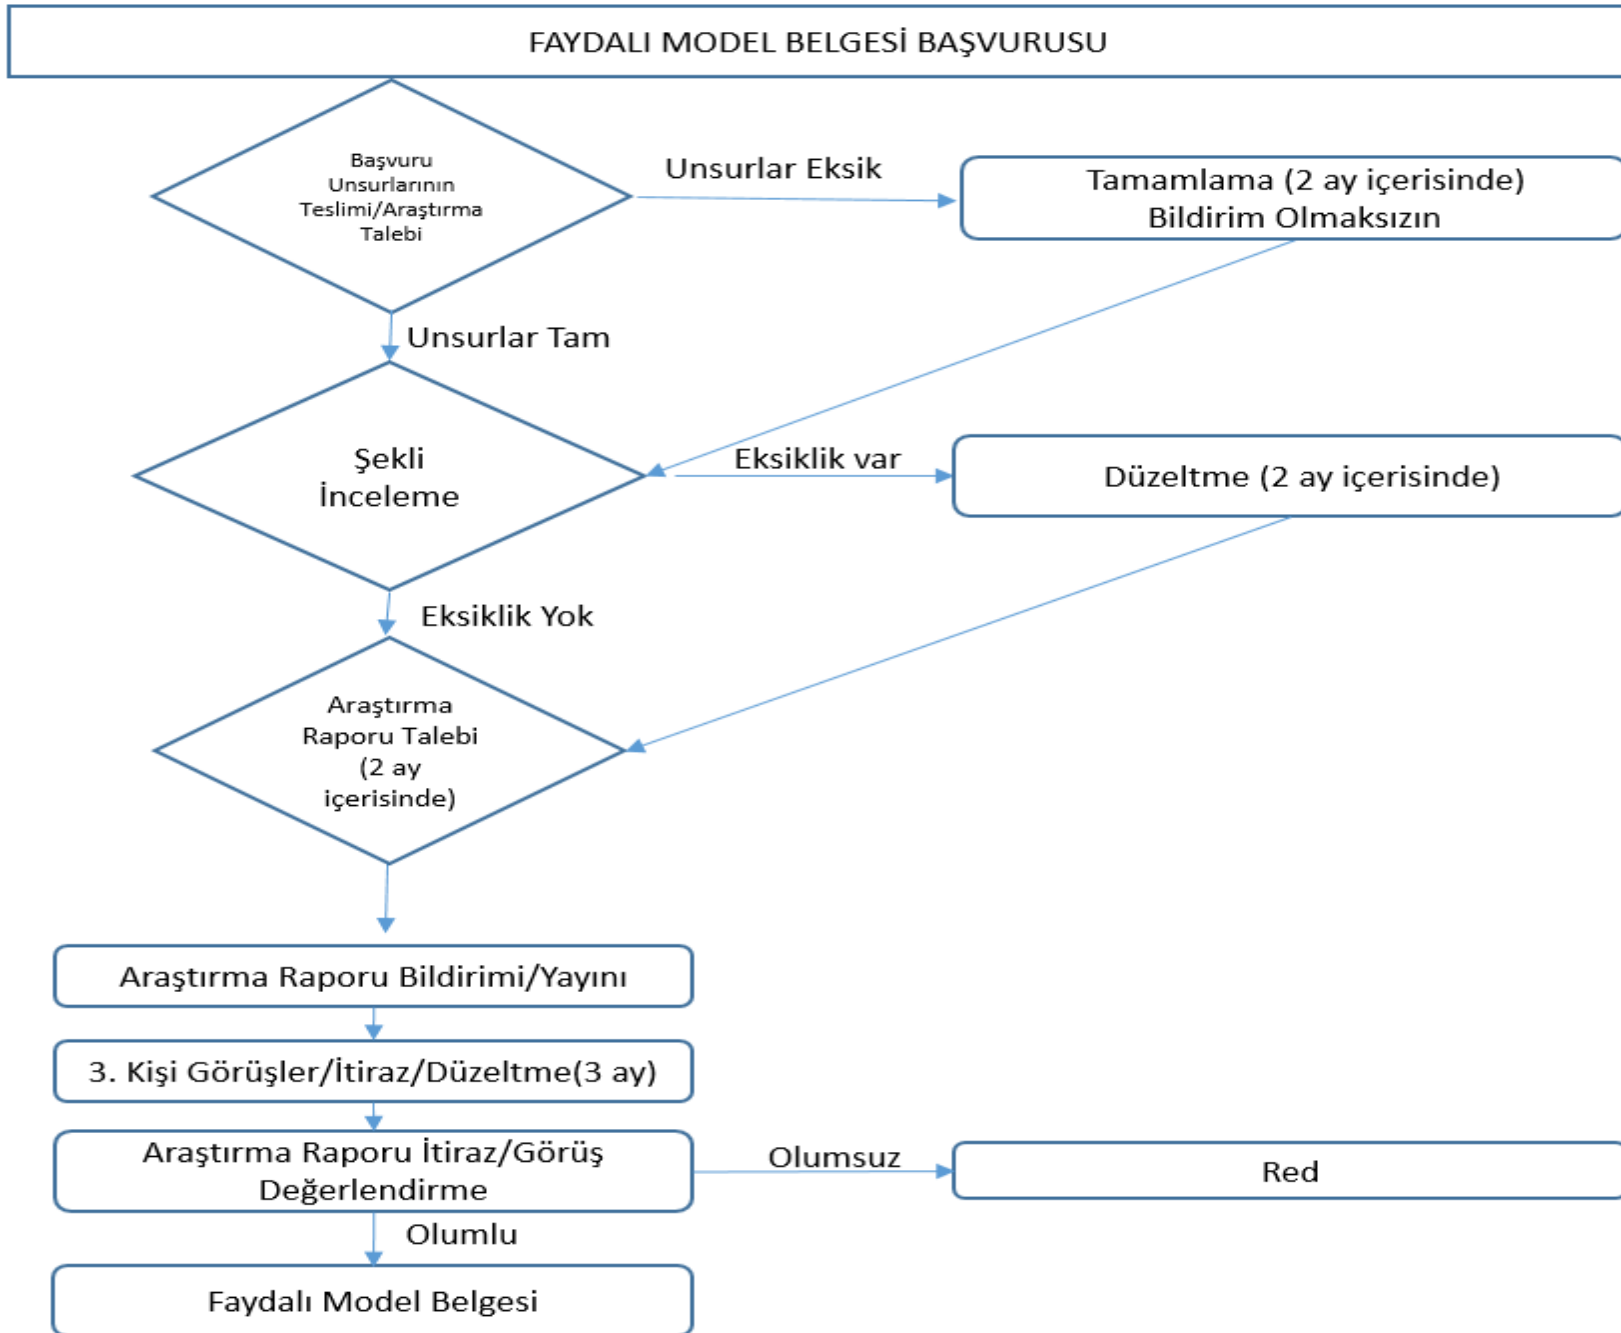 FAYDALI MODEL BELGESİ BAŞVURUSU
Başvuru
Unsurlarının
Teslimi/Araştırma
Talebi
Unsurlar Eksik
Tamamlama (2 ay içerisinde)
Bildirim Olmaksızın
Unsurlar Tam
Şekli
İnceleme
Eksiklik var
Düzeltme (2 ay içerisinde)
Eksiklik Yok
Araştırma
Raporu Talebi
(2 ay
içerisinde)
Araştırma Raporu Bildirimi/Yayını
3. Kişi Görüşler/İtiraz/Düzeltme(3 ay)
Araştırma Raporu İtiraz/Görüş
Değerlendirme
Olumsuz
Red
Olumlu
Faydalı Model Belgesi